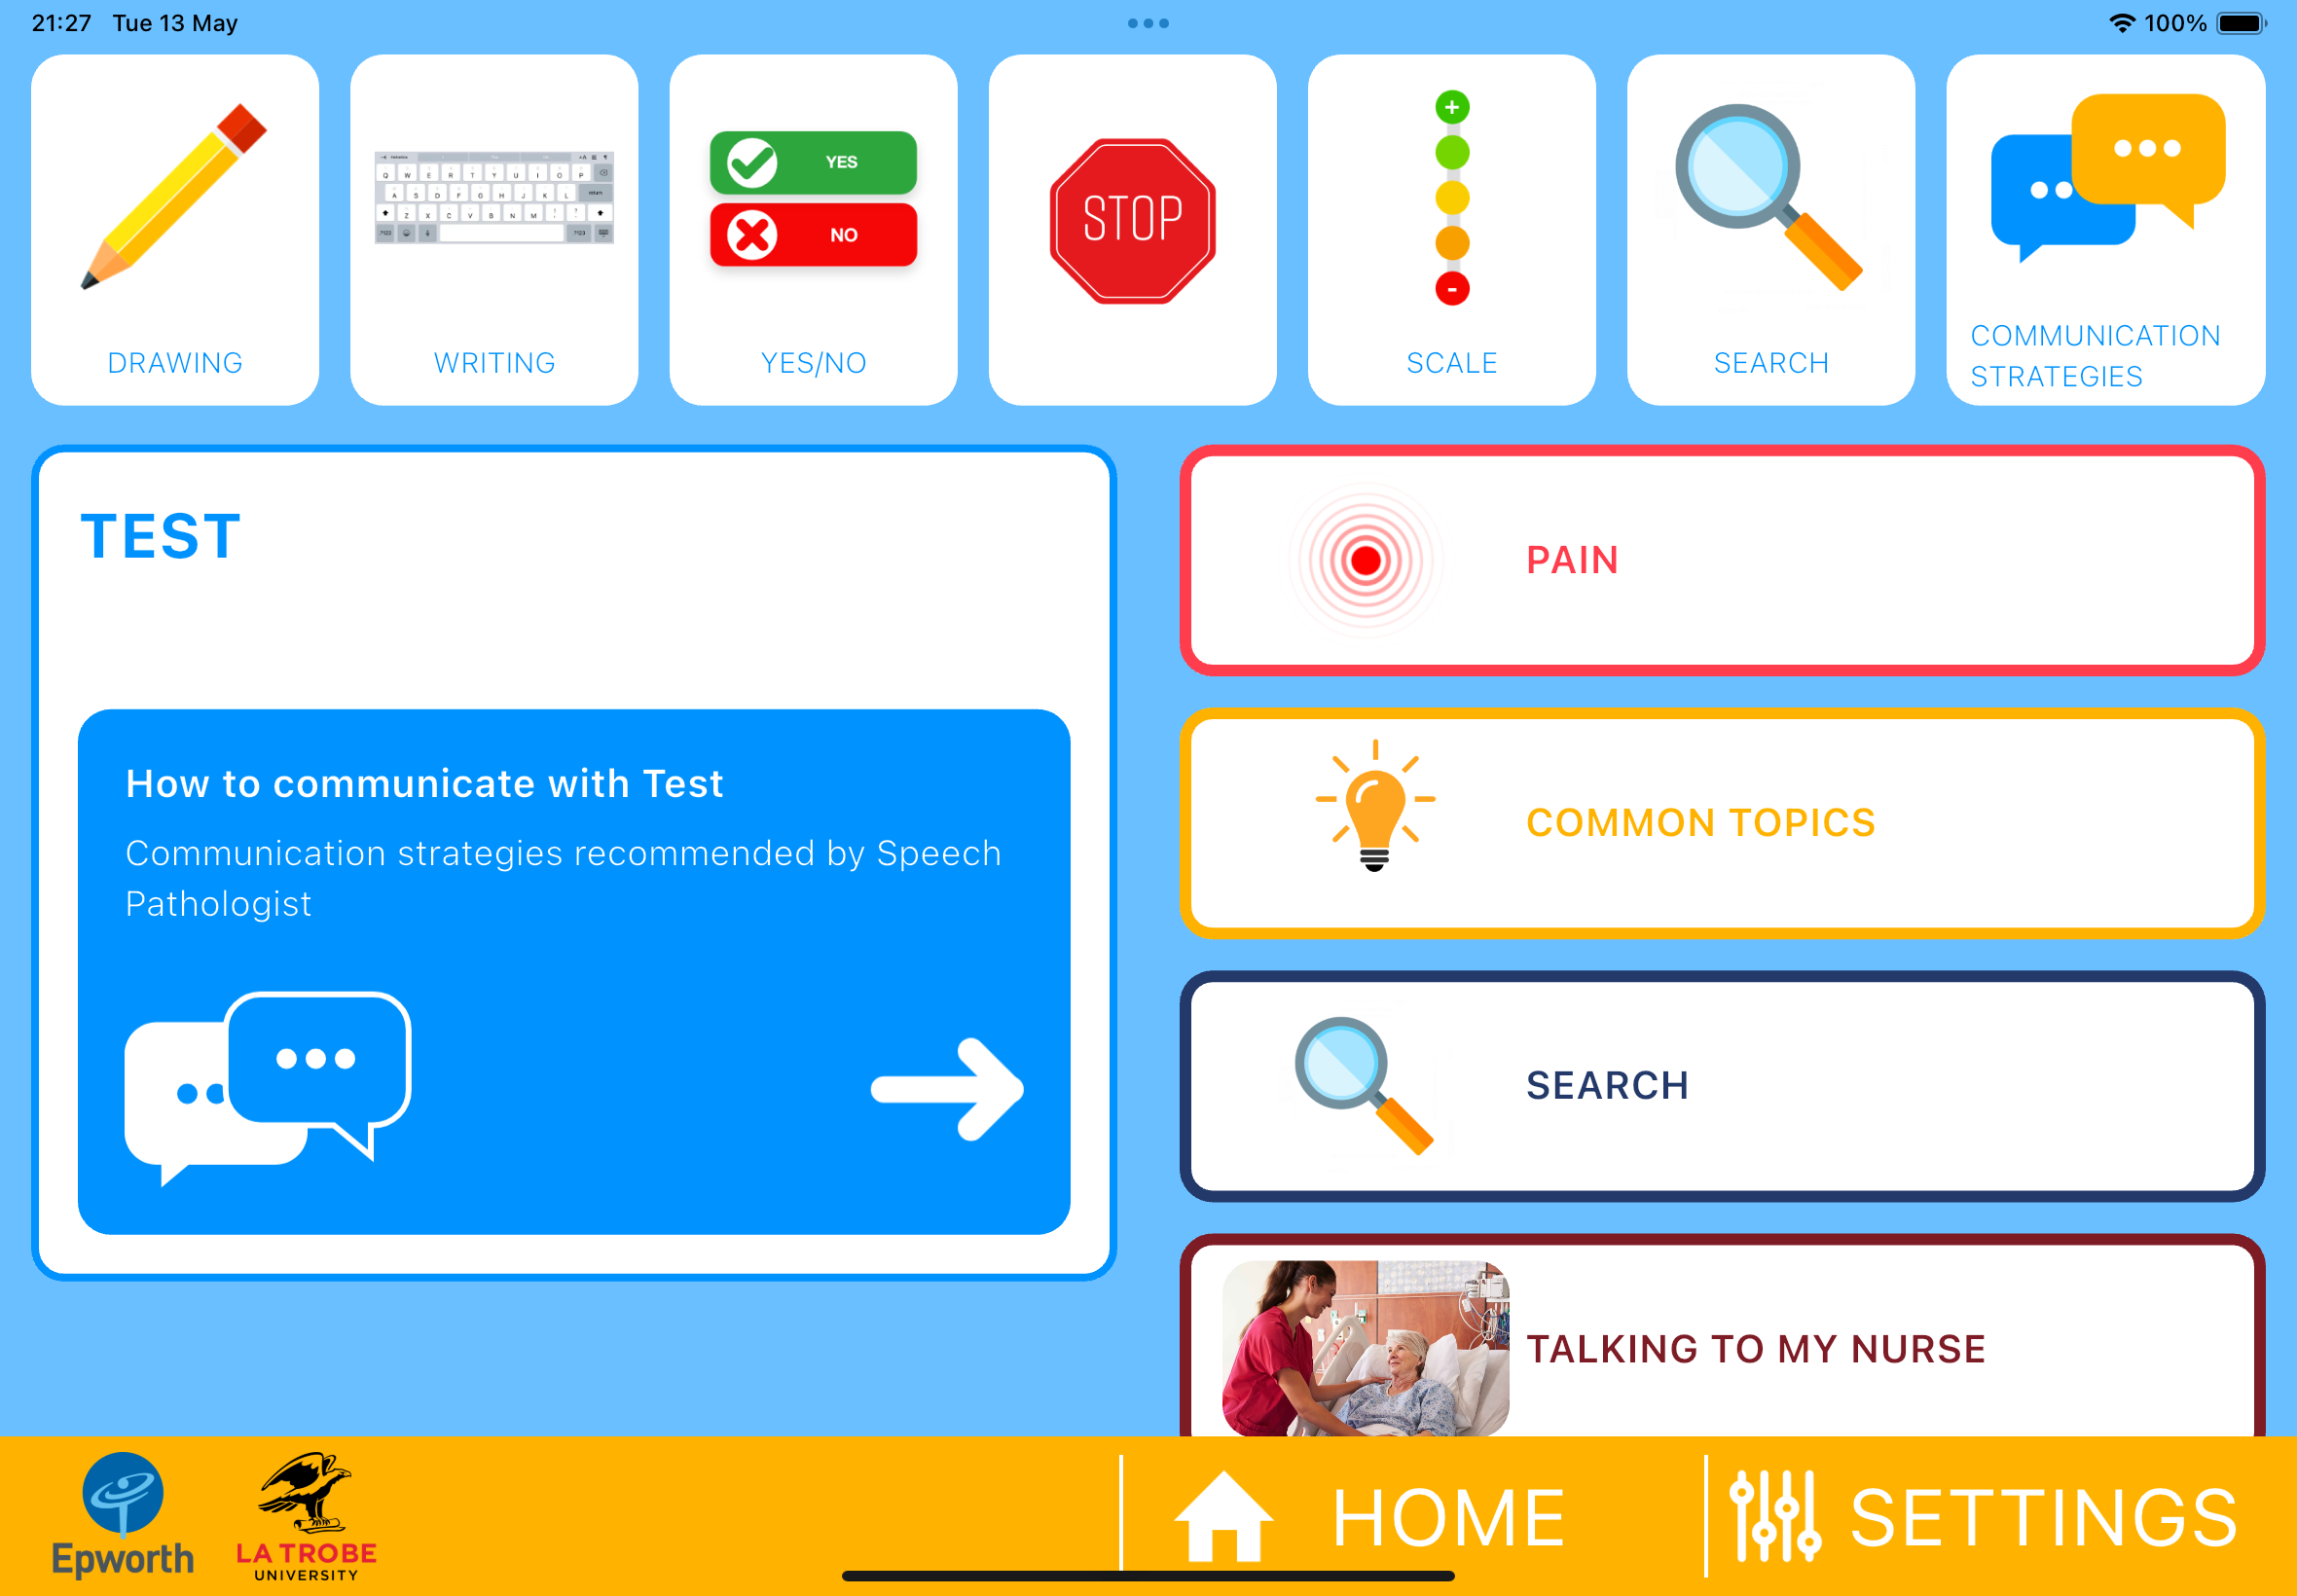 21:27 Tue 13 May
100%
DRAWING
WRITING
YES
NO
YES/NO
STOP
+
-
SCALE
SEARCH
COMMUNICATION
STRATEGIES
TEST
How to communicate with Test
Communication strategies recommended by Speech
Pathologist
PAIN
COMMON TOPICS
SEARCH
TALKING TO MY NURSE
Epworth
LA TROBE
UNIVERSITY
HOME
SETTINGS